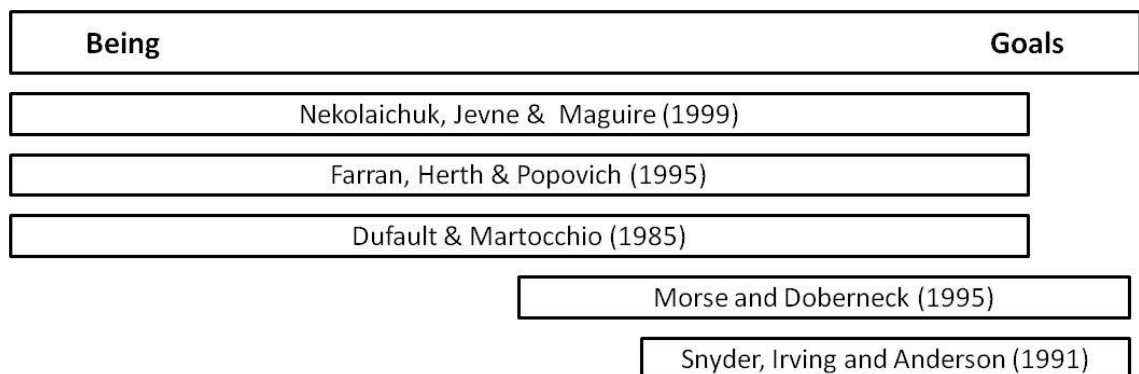 Being Goals
Nekolaichuk, Jevne & Maguire (1999)
Farran, Herth & Popovich (1995)
Dufault & Martocchio (1985)
Morse and Doberneck (1995)
Snyder, Irving and Anderson (1991)